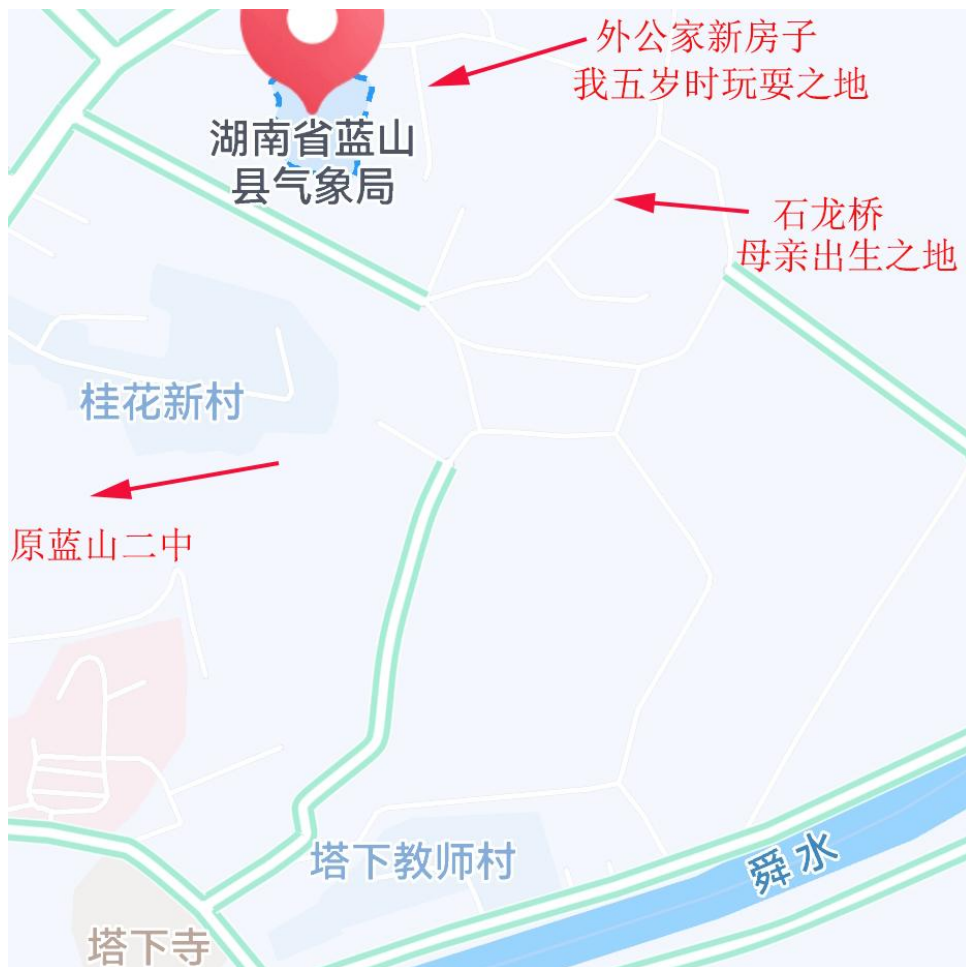 外公家新房子
我五岁时玩耍之地
湖南省蓝山
县气象局
石龙桥
母亲出生之地
桂花新村
原蓝山二中
塔下教师村
舜水
塔下寺